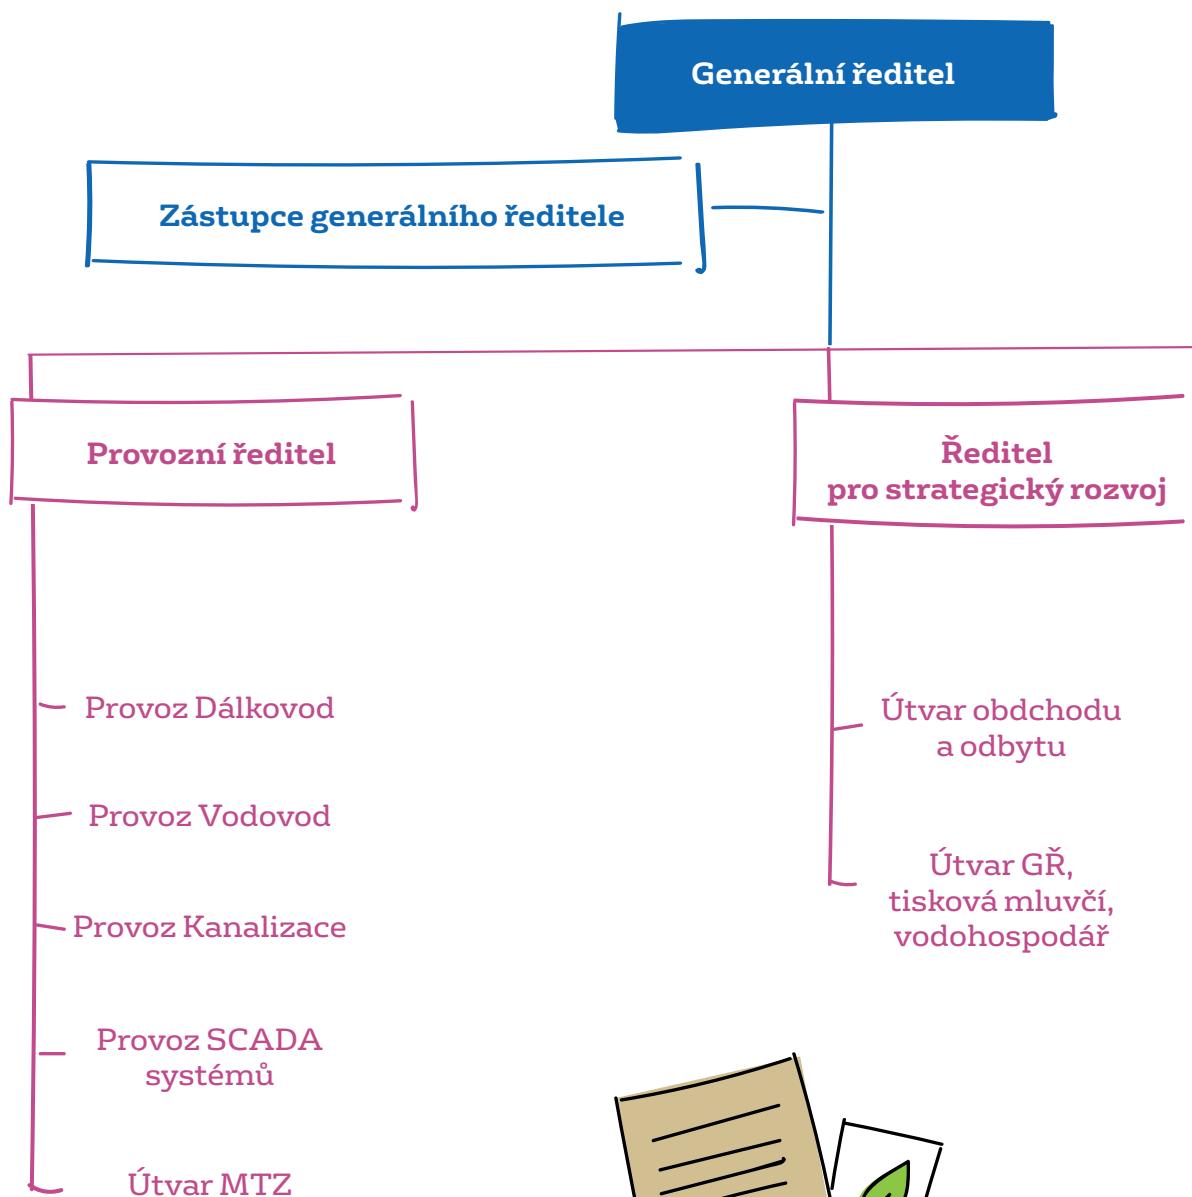 Generální ředitel
Zástupce generálního ředitele
Provozní ředitel
Ředitel
pro strategický rozvoj
Provoz Dálkovod
Provoz Vodovod
Provoz Kanalizace
Provoz SCADA
systémů
Útvar MTZ
Útvar obdchodu
a odbytu
Útvar GŘ,
tisková mluvčí,
vodohospodář